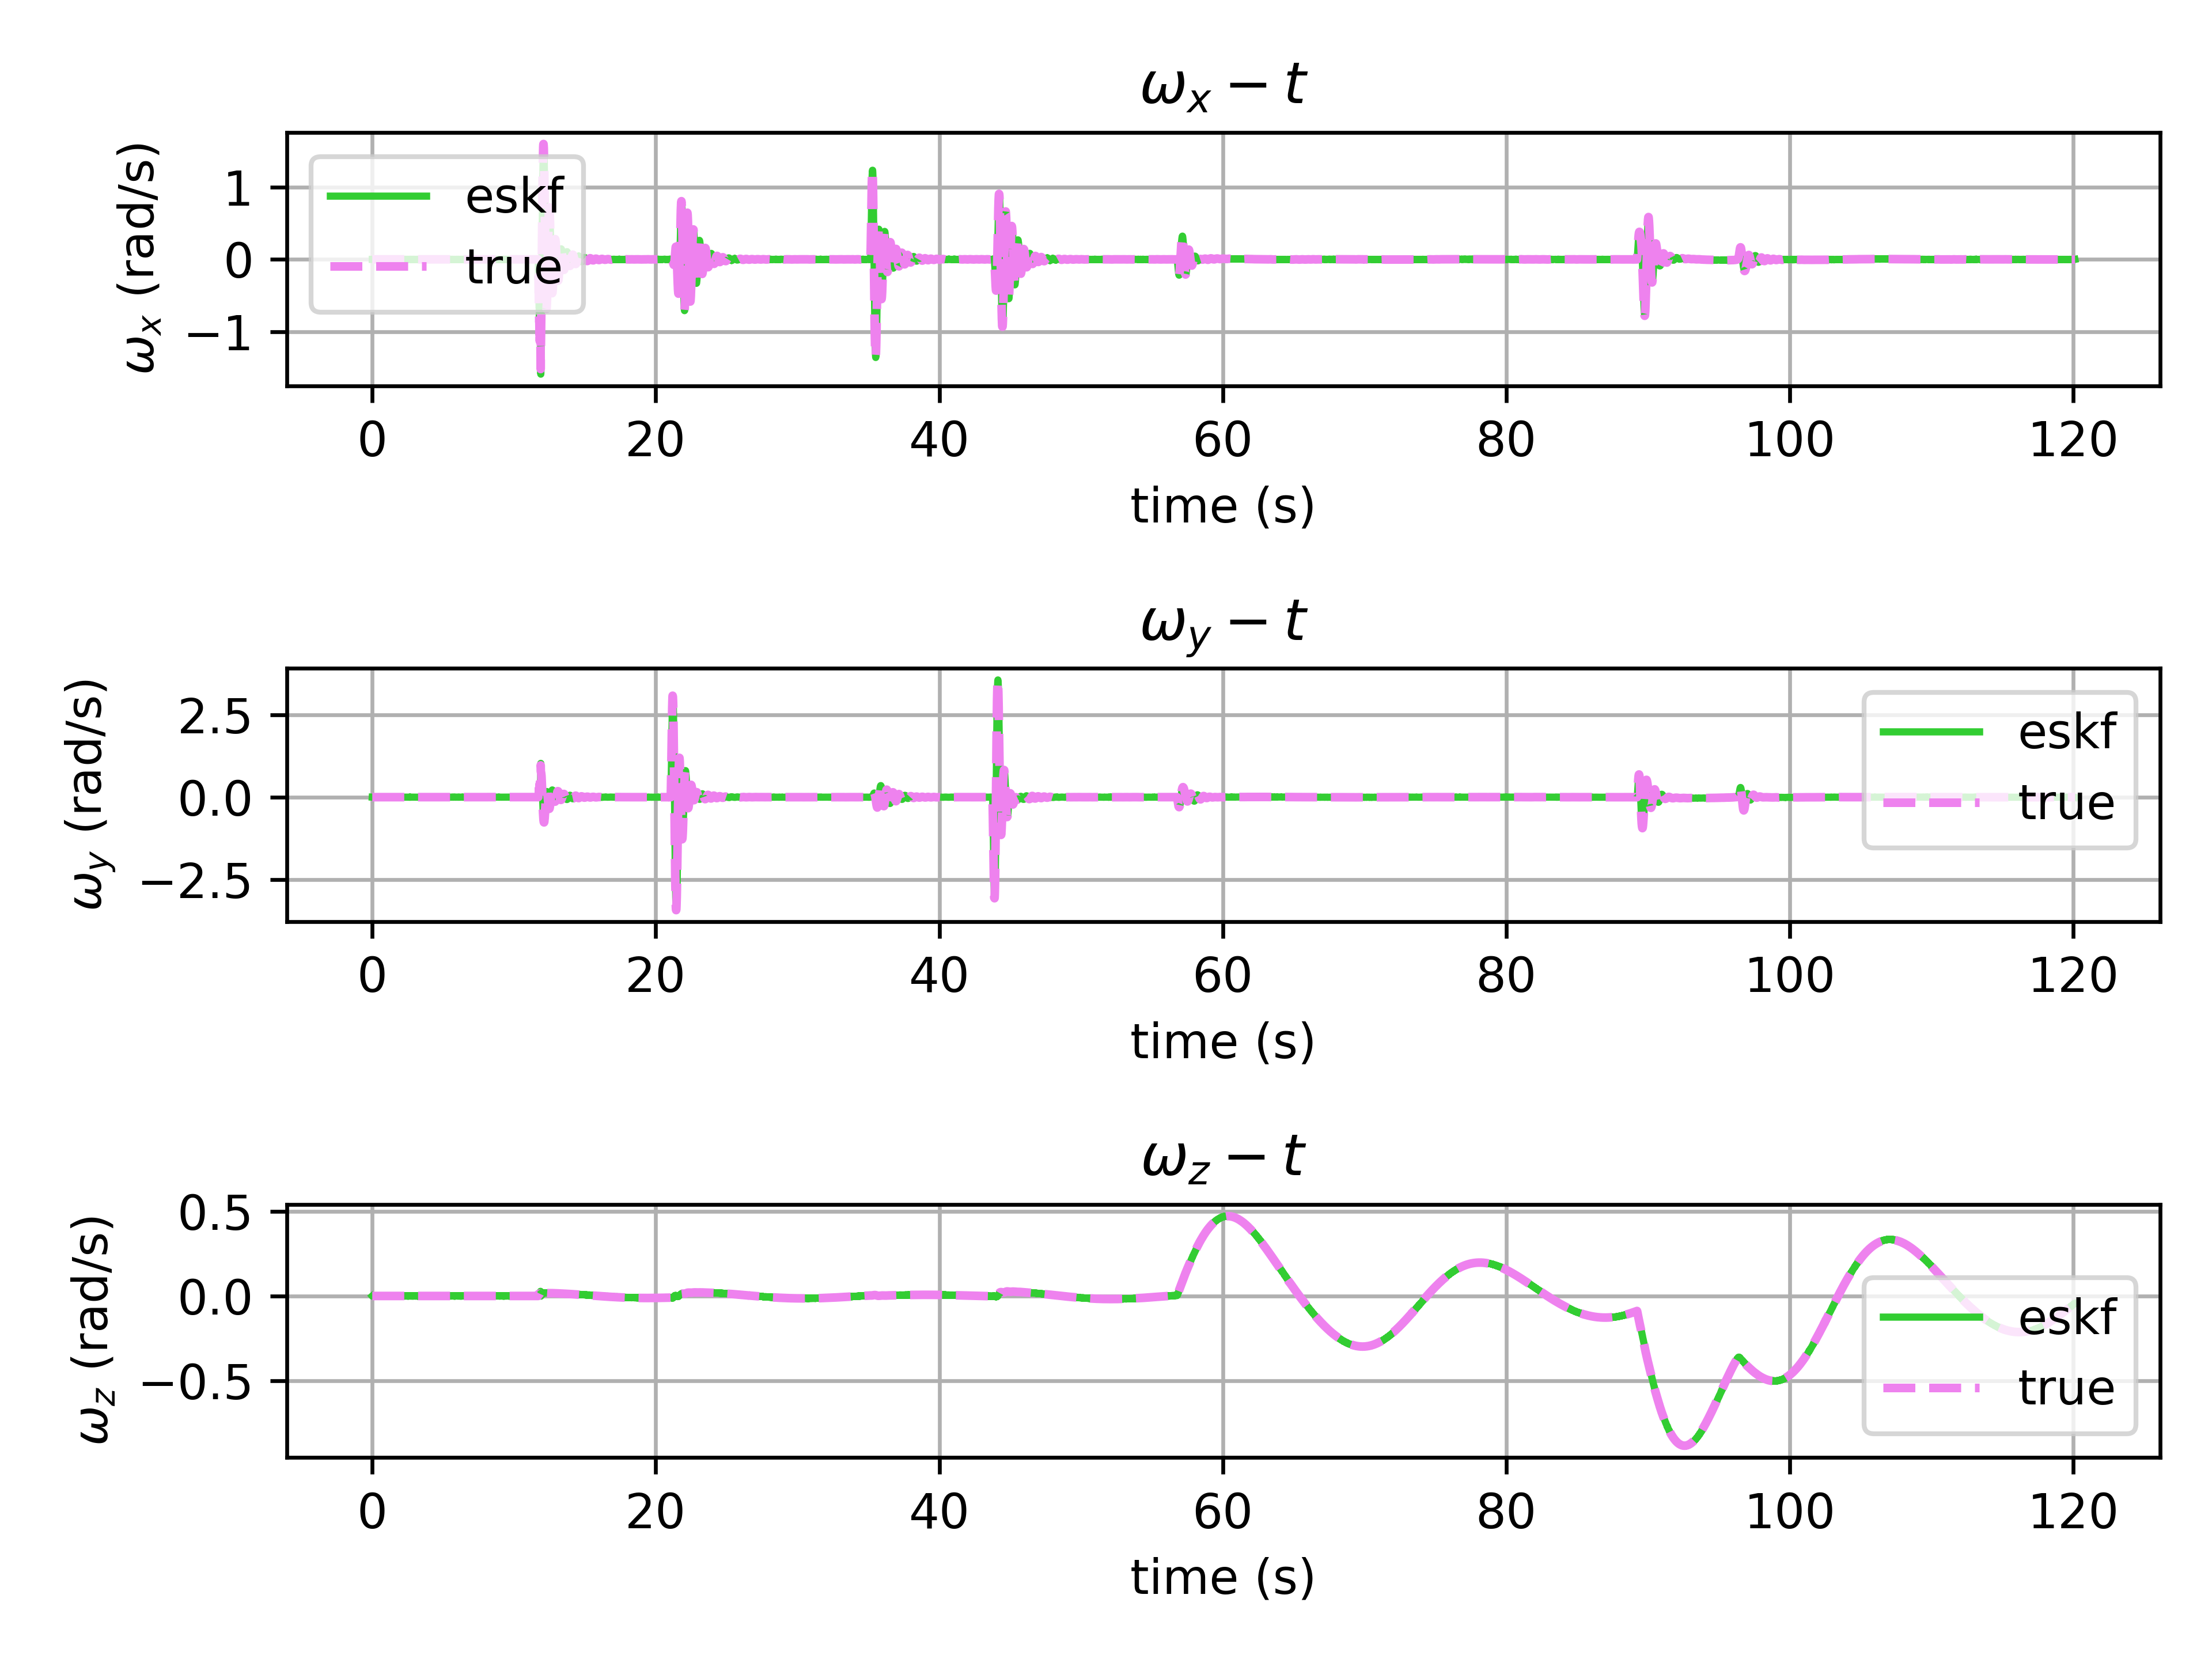 ωx − t
ωx (rad/s)
1
0
−1
eskf
true
0 20 40 60 80 100 120
time (s)
ωy − t
ωy (rad/s)
2.5
0.0
−2.5
eskf
true
0 20 40 60 80 100 120
time (s)
ωz − t
ωz (rad/s)
0.5
0.0
−0.5
eskf
true
0 20 40 60 80 100 120
time (s)